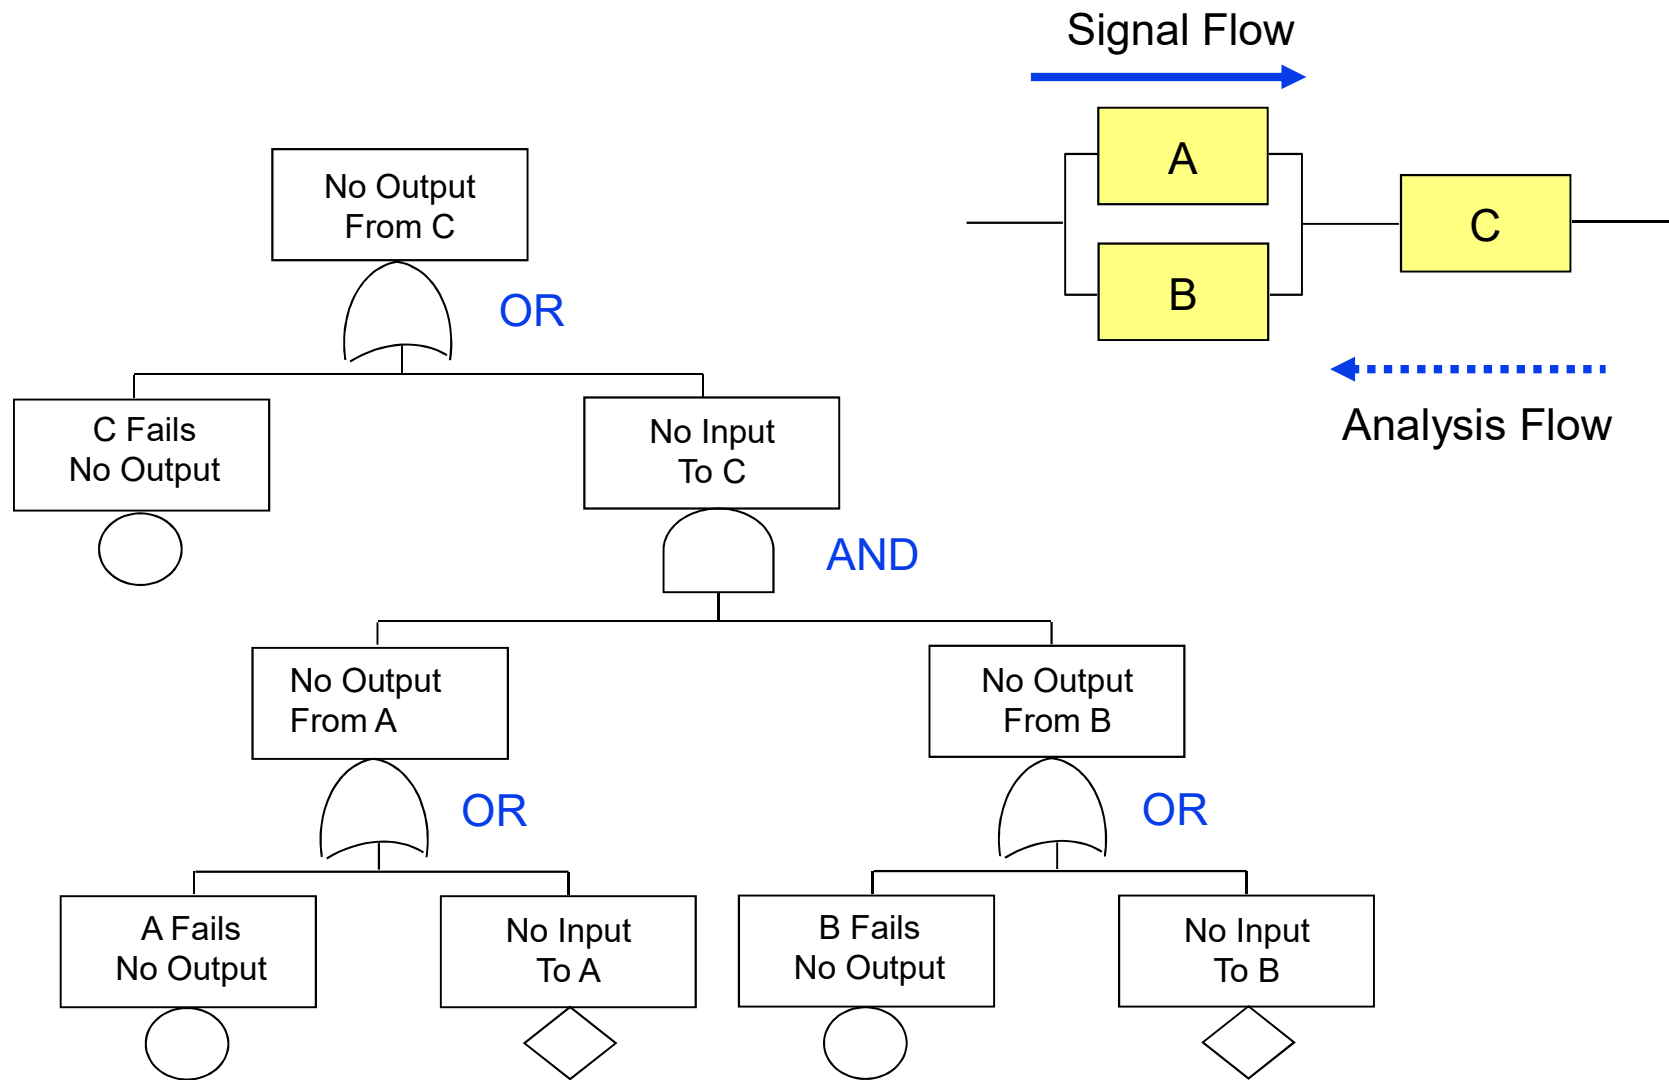 Signal Flow
A
B
C
Analysis Flow
No Output
From C
OR
C Fails
No Output
No Input
To C
AND
No Output
From A
OR
No Output
From B
OR
A Fails
No Output
No Input
To A
B Fails
No Output
No Input
To B